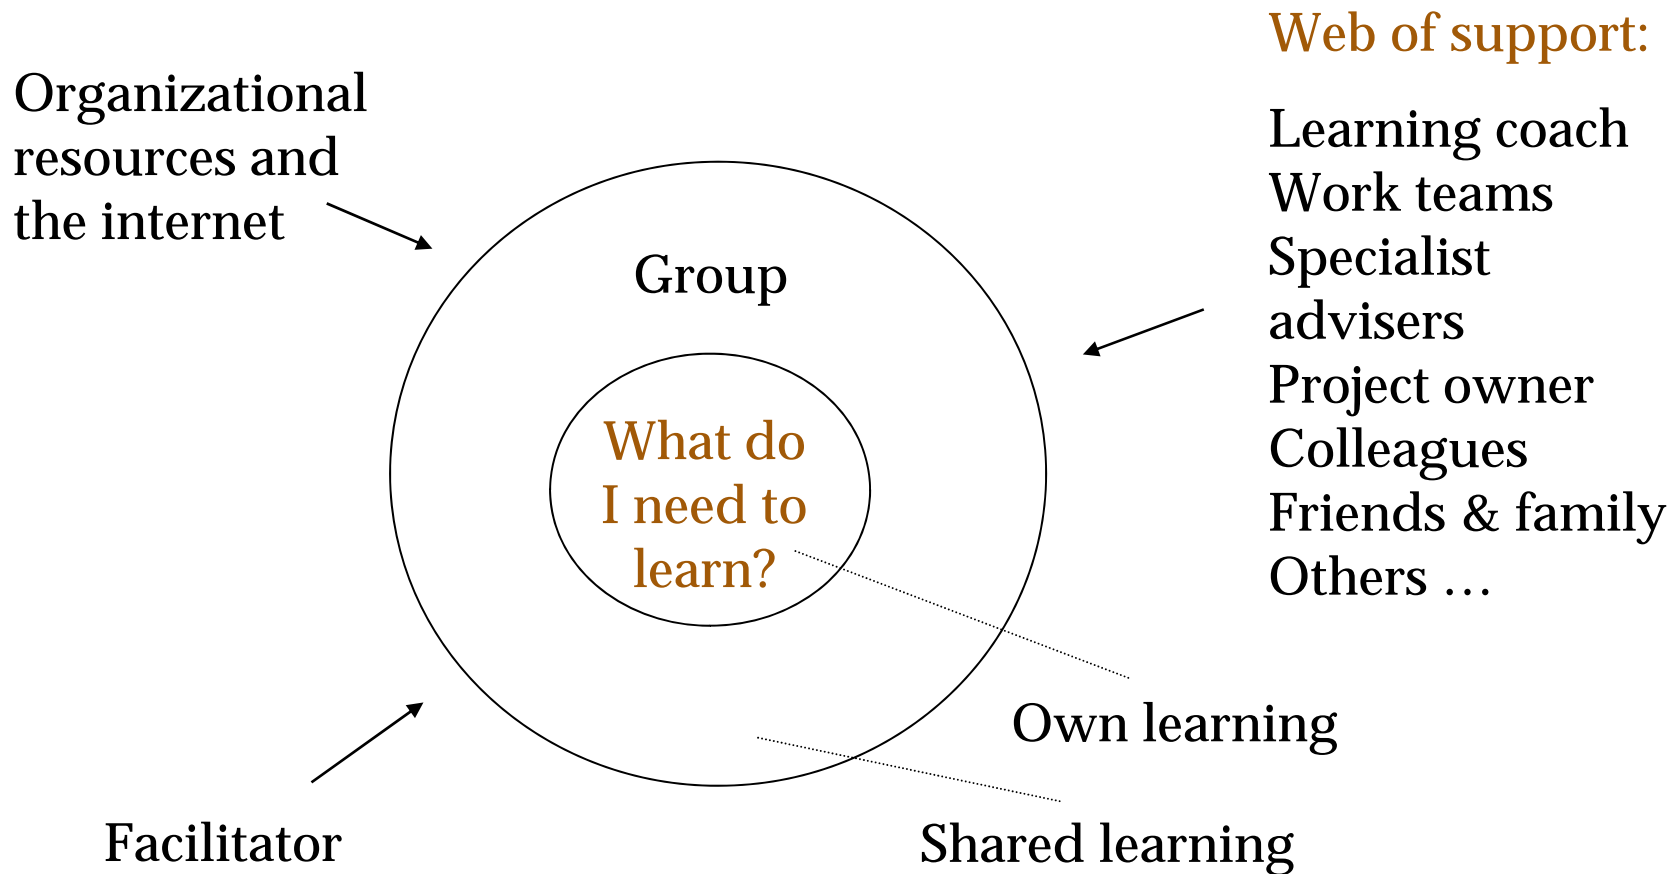 Web of support:
Organizational
resources and
the internet
Learning coach
Work teams
Specialist
advisers
Project owner
Colleagues
Friends & family
Others …
Group
What do
I need to
learn?
Own learning
Shared learning
Facilitator